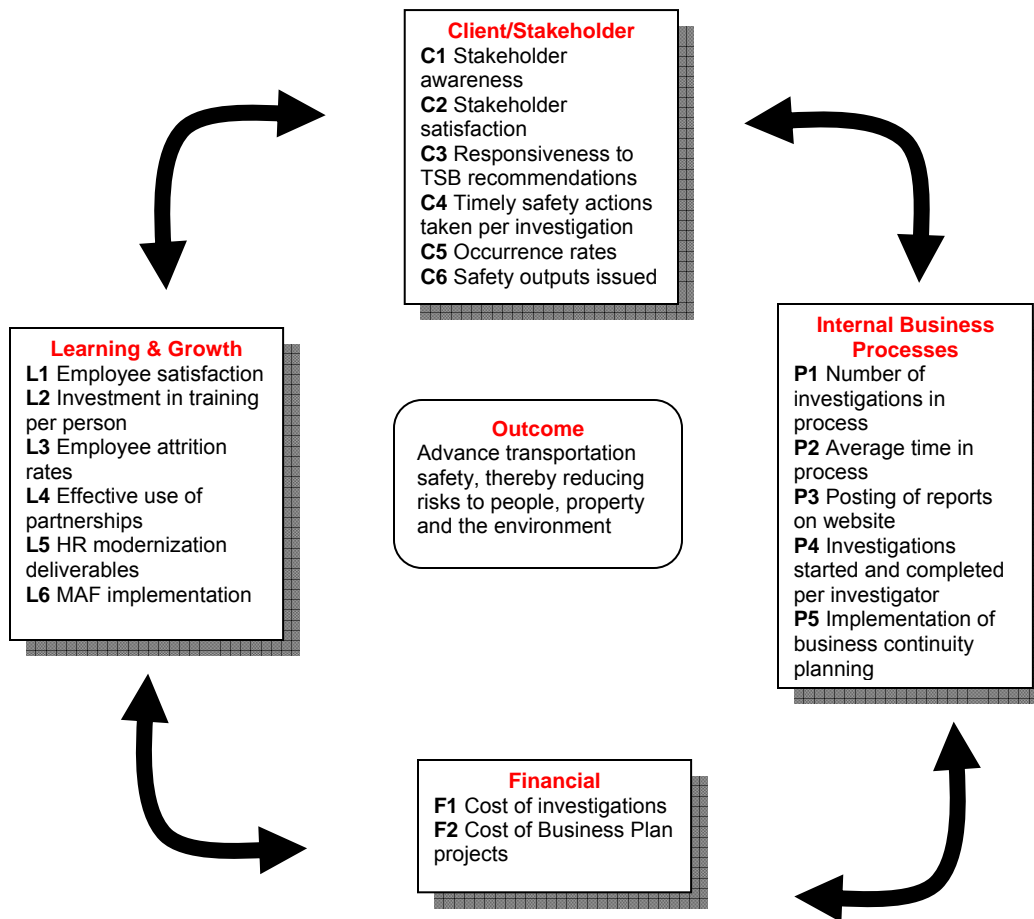 Client/Stakeholder
C1 Stakeholder
awareness
C2 Stakeholder
satisfaction
C3 Responsiveness to
TSB recommendations
C4 Timely safety actions
taken per investigation
C5 Occurrence rates
C6 Safety outputs issued
Learning & Growth
L1 Employee satisfaction
L2 Investment in training
per person
L3 Employee attrition
rates
L4 Effective use of
partnerships
L5 HR modernization
deliverables
L6 MAF implementation
Outcome
Advance transportation
safety, thereby reducing
risks to people, property
and the environment
Internal Business
Processes
P1 Number of
investigations in
process
P2 Average time in
process
P3 Posting of reports
on website
P4 Investigations
started and completed
per investigator
P5 Implementation of
business continuity
planning
Financial
F1 Cost of investigations
F2 Cost of Business Plan
projects